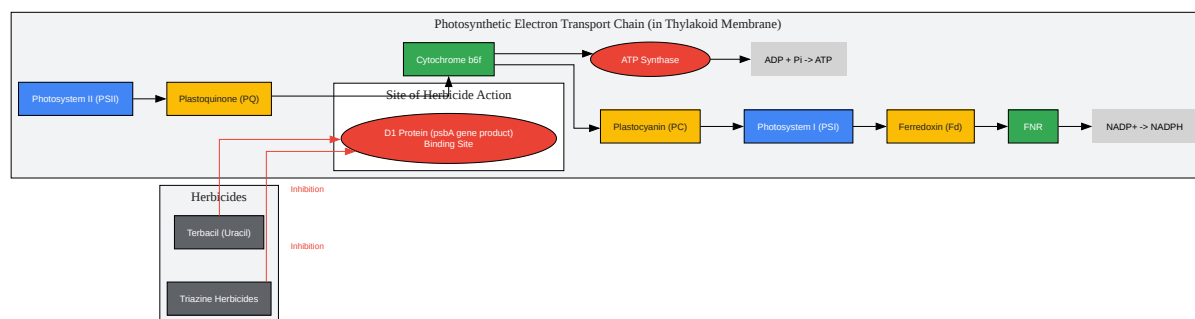 Photosynthetic Electron Transport Chain (in Thylakoid Membrane)
Cytochrome b6f
ATP Synthase
ADP + Pi -> ATP
Photosystem II (PSII)
Plastoquinone (PQ)
Site of Herbicide Action
D1 Protein (psbA gene product)
Binding Site
Plastocyanin (PC)
Photosystem I (PSI)
Ferredoxin (Fd)
FNR
NADP+ -> NADPH
Herbicides
Inhibition
Terbacil (Uracil)
Inhibition
Triazine Herbicides